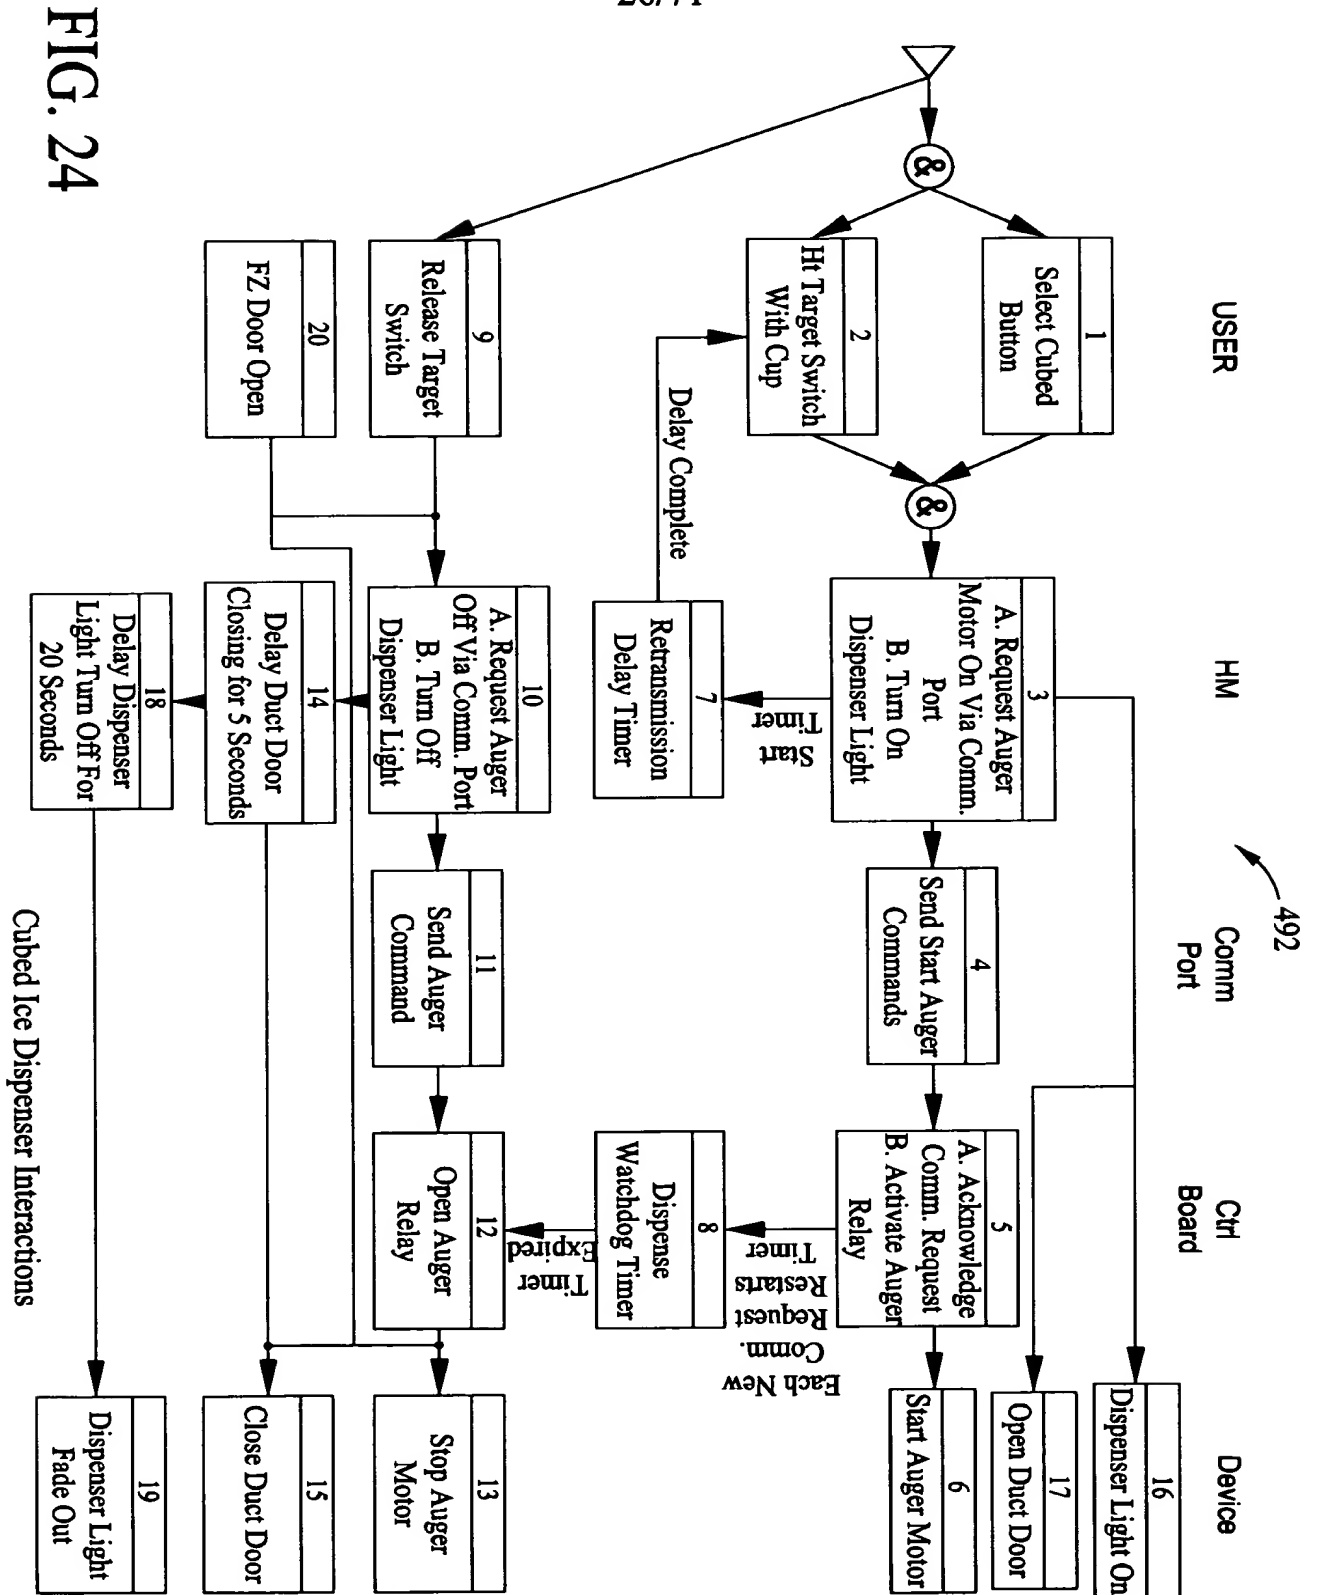 USER
HM
Comm
Port
Ctrl
Board
Device
492
&
1
Select Cubed
Button
2
Ht Target Switch
With Cup
&
3
A. Request Auger
Motor On Via Comm.
Port
B. Turn On
Dispenser Light
4
Send Start Auger
Commands
5
A. Acknowledge
Comm. Request
B. Activate Auger
Relay
16
Dispenser Light On
17
Open Duct Door
6
Start Auger Motor
Delay Complete
7
Retransmission
Delay Timer
Start
Timer
8
Dispense
Watchdog Timer
Each New
Comm.
Request
Restarts
Timer
Timer
Expired
9
Release Target
Switch
10
A. Request Auger
Off Via Comm. Port
B. Turn Off
Dispenser Light
11
Send Auger
Command
12
Open Auger
Relay
13
Stop Auger
Motor
20
FZ Door Open
14
Delay Duct Door
Closing for 5 Seconds
15
Close Duct Door
18
Delay Dispenser
Light Turn Off For
20 Seconds
19
Dispenser Light
Fade Out
Cubed Ice Dispenser Interactions
FIG. 24